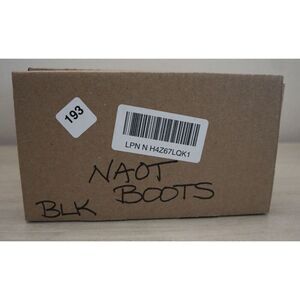 193
LPN N H4Z67LQK1
NAOT
BLK BOOTS